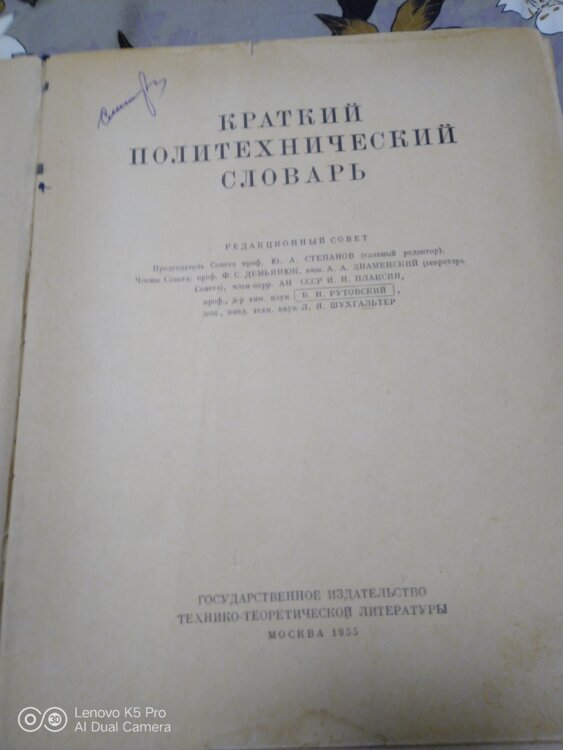 КРАТКИЙ
ПОЛИТЕХНИЧЕСКИЙ
СЛОВАРЬ
РЕДАКЦИОННЫЙ СОВЕТ
Председатель Совета проф. Ю. А. СТЕПАНОВ (главный редактор).
Члены Совета: проф. Ф. С. ДЕМЬЯНЮК, инж. А. А. ЗНАМЕНСКИЙ (секретарь
Совета), член-корр. АН СССР И. Н. ПЛАКСИН,
проф., д-р хим. наук Б. Н. РУТОВСКИЙ,
доц., канд. техн. наук Л. Я. ШУХГАЛЬТЕР
ГОСУДАРСТВЕННОЕ ИЗДАТЕЛЬСТВО
ТЕХНИКО-ТЕОРЕТИЧЕСКОЙ ЛИТЕРАТУРЫ
МОСКВА 1955
Lenovo K5 Pro
AI Dual Camera